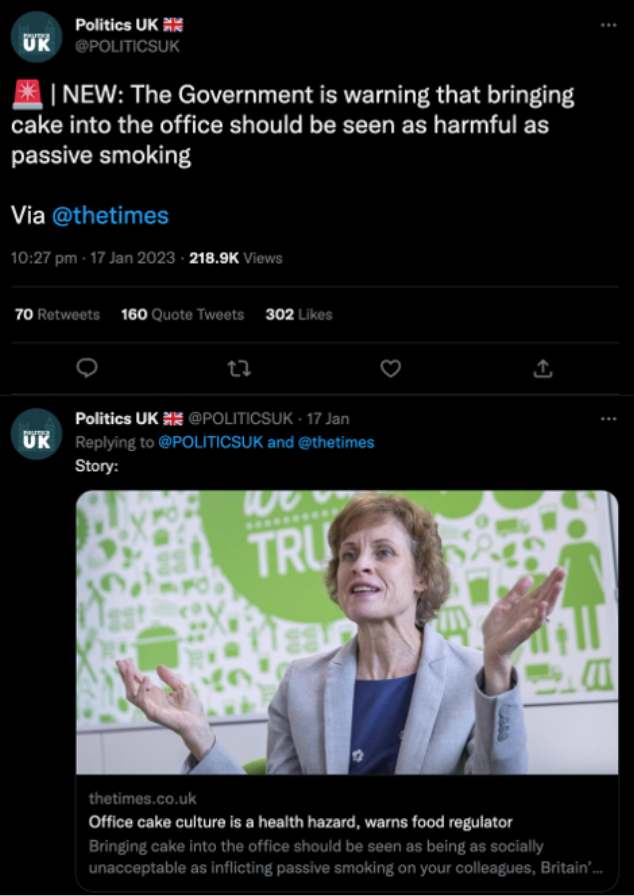 POLITICS
UK
Politics UK 🇬🇧
@POLITICSUK
🚨 | NEW: The Government is warning that bringing
cake into the office should be seen as harmful as
passive smoking
Via @thetimes
10:27 pm · 17 Jan 2023 · 218.9K Views
70 Retweets 160 Quote Tweets 302 Likes
POLITICS
UK
Politics UK 🇬🇧 @POLITICSUK · 17 Jan
Replying to @POLITICSUK and @thetimes
Story:
TRU
thetimes.co.uk
Office cake culture is a health hazard, warns food regulator
Bringing cake into the office should be seen as being as socially
unacceptable as inflicting passive smoking on your colleagues, Britain'...